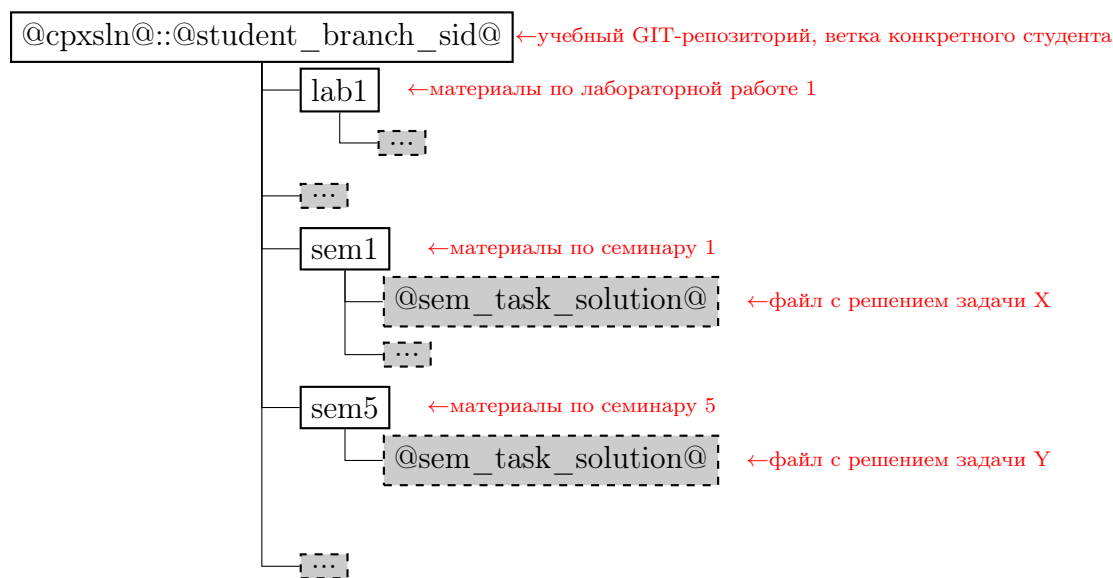 @cpxsln@::@student_branch_sid@ ←учебный GIT-репозиторий, ветка конкретного студента
lab1 ←материалы по лабораторной работе 1
...
...
sem1 ←материалы по семинару 1
@sem_task_solution@ ←файл с решением задачи X
...
sem5 ←материалы по семинару 5
@sem_task_solution@ ←файл с решением задачи Y
...